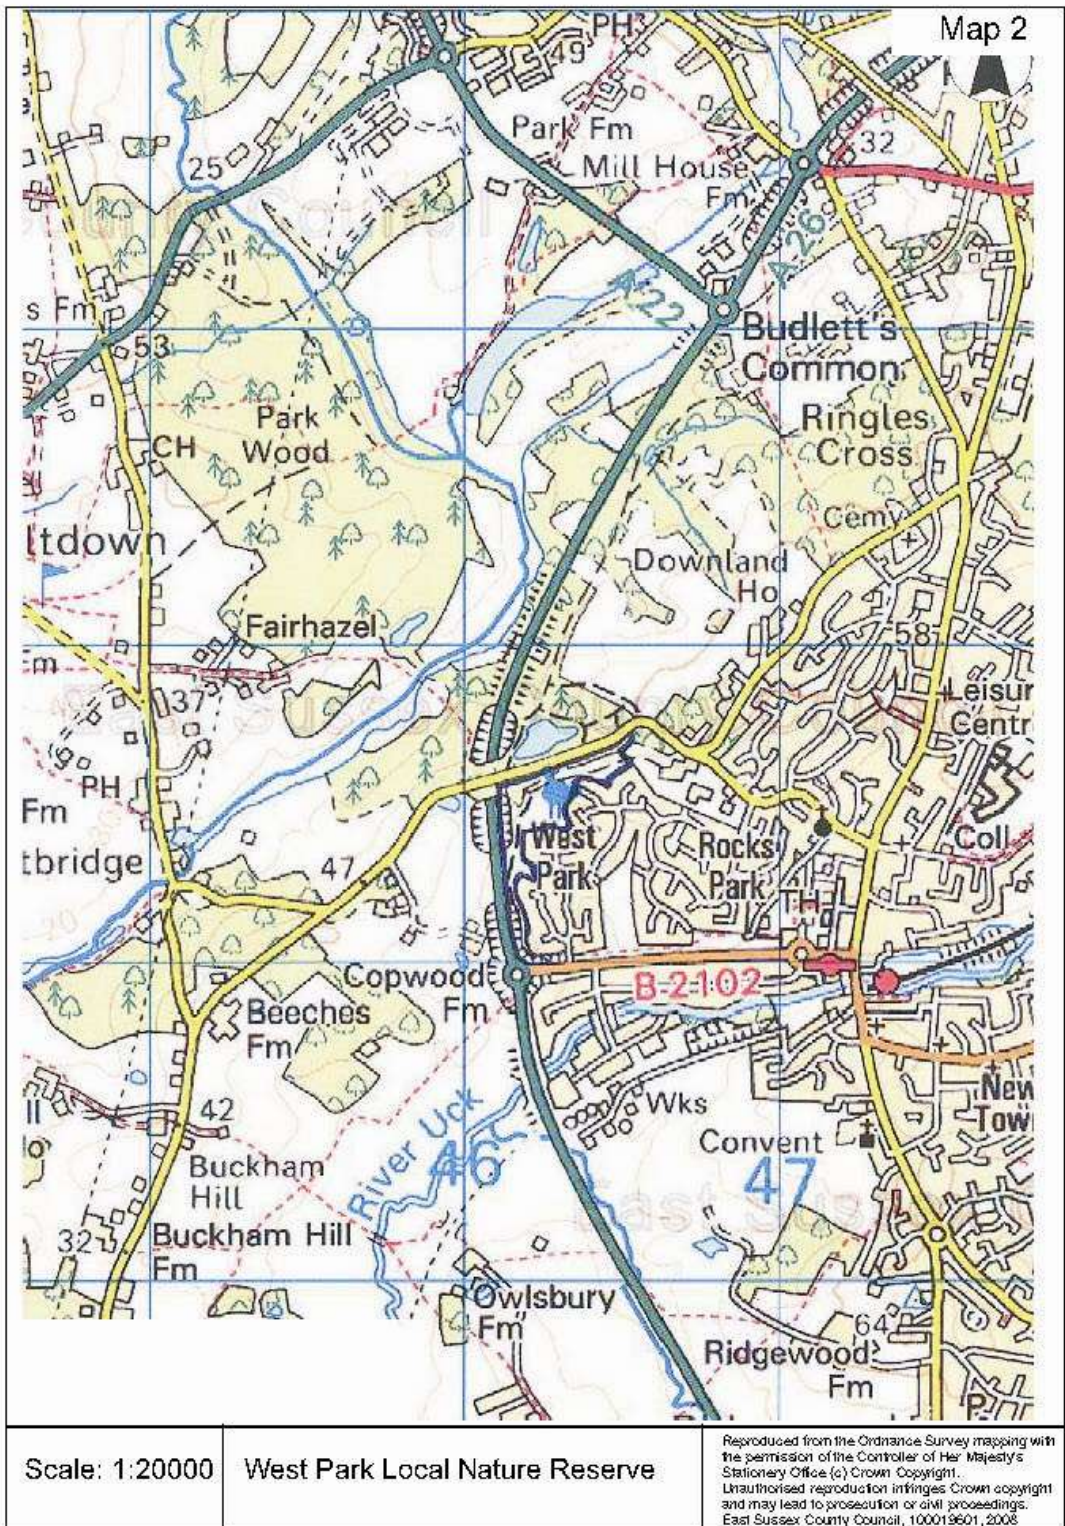 Map 2
PH
49
Park Fm
32
25
Mill House
Fm
A 26
s Fm
A 22
53
Budlett's
Common
Park
Wood
Ringles
Cross
CH
Cemy
ltdown
Downland
Ho
Fairhazel
58
37
Leisur
Centr
PH
Fm
West
Park
Rocks
Park
Coll
tbridge
47
TH
20
Copwood
Fm
B 2102
Beeches
Fm
42
Wks
New
Tow
Convent
River Uck
46
47
Buckham
Hill
32
Buckham Hill
Fm
Owlsbury
Fm
64
Ridgewood
Fm
Scale: 1:20000
West Park Local Nature Reserve
Reproduced from the Ordnance Survey mapping with
the permission of the Controller of Her Majesty's
Stationery Office (c) Crown Copyright.
Unauthorised reproduction infringes Crown copyright
and may lead to prosecution or civil proceedings.
East Sussex County Council, 100019601, 2008